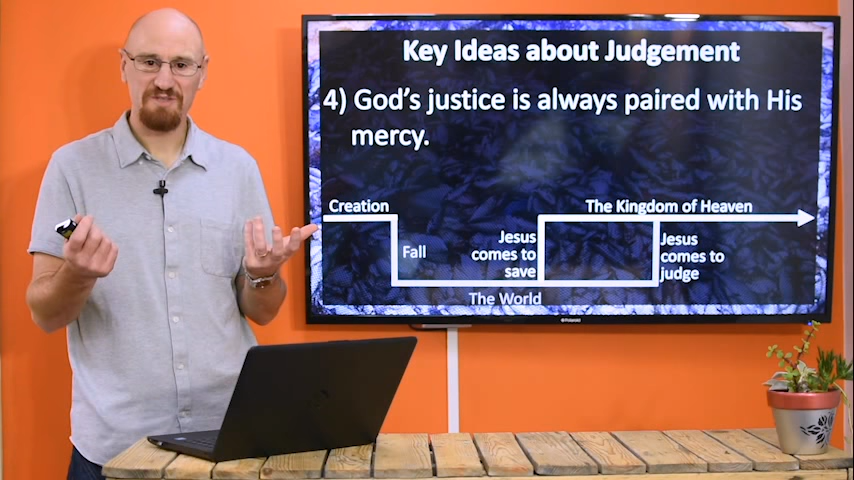 Key Ideas about Judgement
4) God's justice is always paired with His
mercy.
Creation
The Kingdom of Heaven
Fall
Jesus
comes to
save
Jesus
comes to
judge
The World
Polaroid